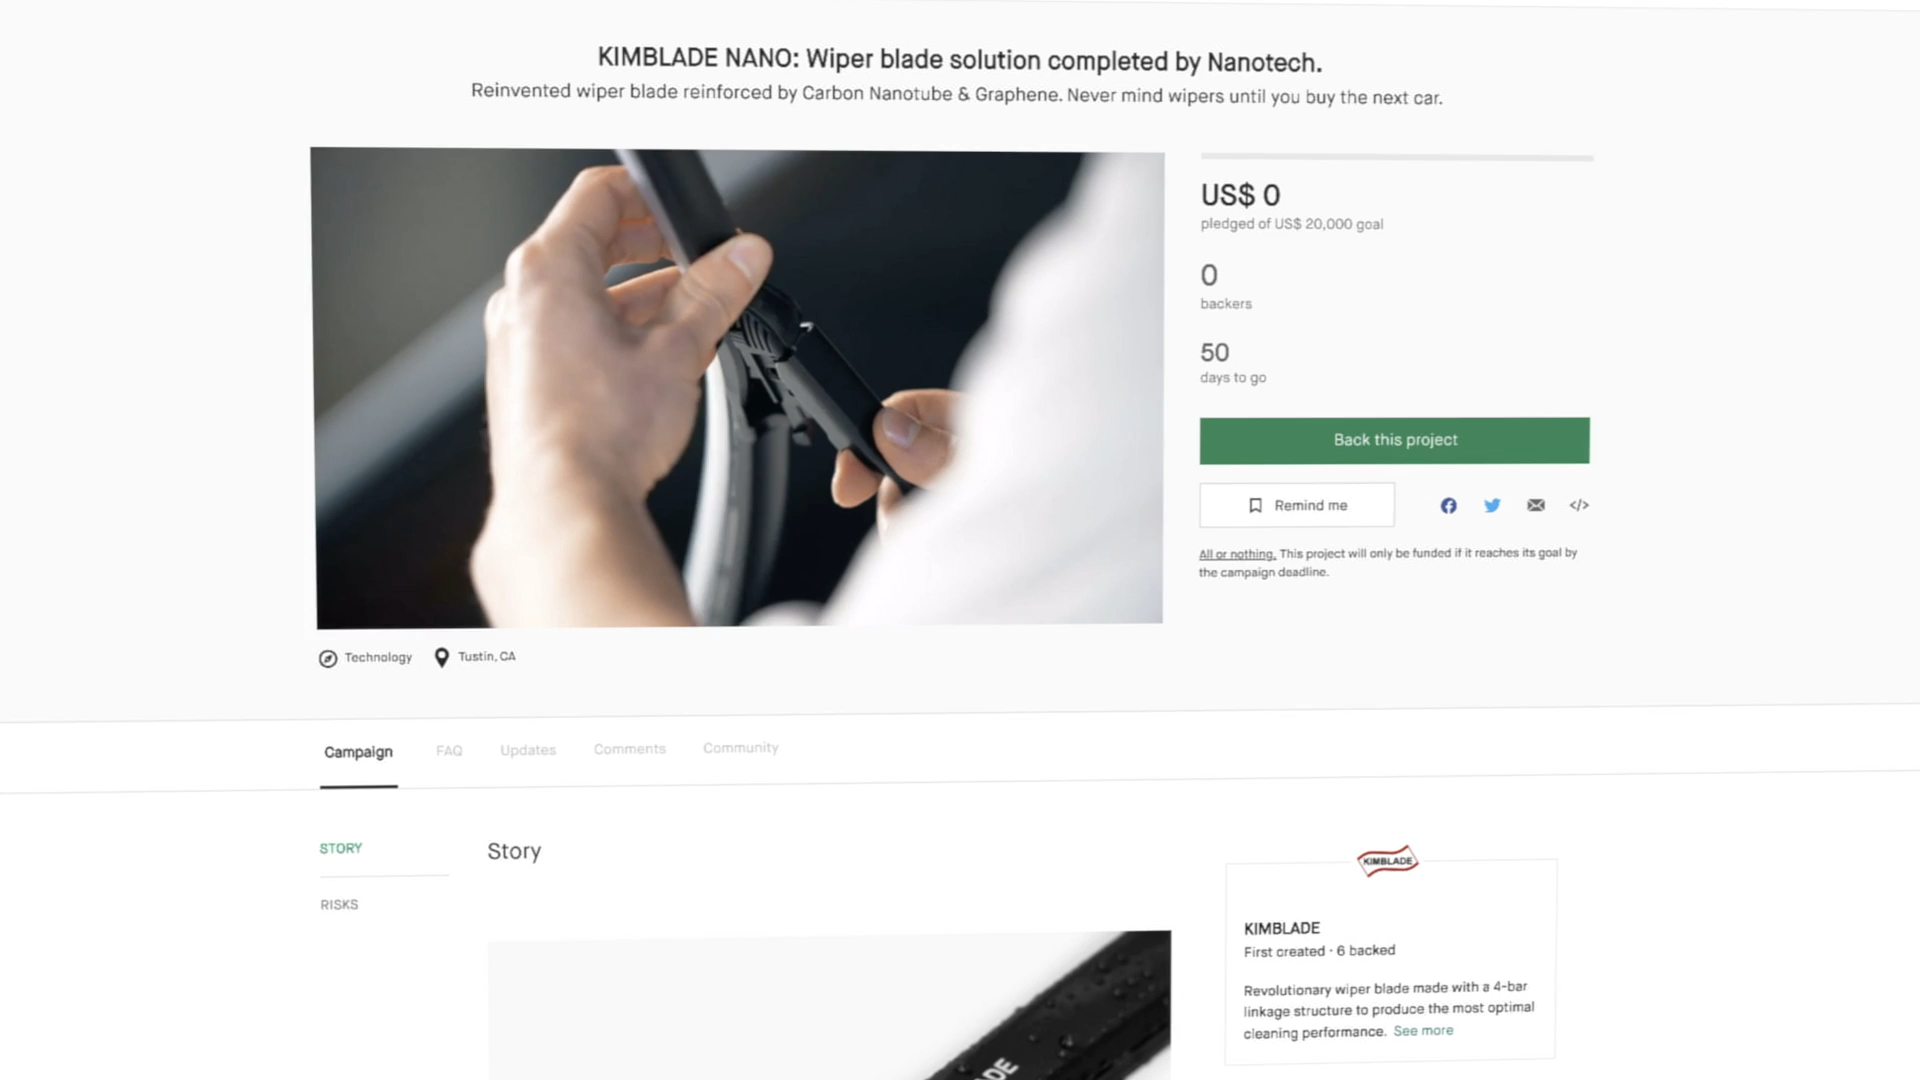 KIMBLADE NANO: Wiper blade solution completed by Nanotech.
Reinvented wiper blade reinforced by Carbon Nanotube & Graphene. Never mind wipers until you buy the next car.
US$ 0
pledged of US$ 20,000 goal
0
backers
50
days to go
Back this project
Remind me
All or nothing. This project will only be funded if it reaches its goal by
the campaign deadline.
Technology
Tustin, CA
Campaign
FAQ
Updates
Comments
Community
STORY
RISKS
Story
KIMBLADE
KIMBLADE
First created · 6 backed
Revolutionary wiper blade made with a 4-bar
linkage structure to produce the most optimal
cleaning performance. See more
ADE